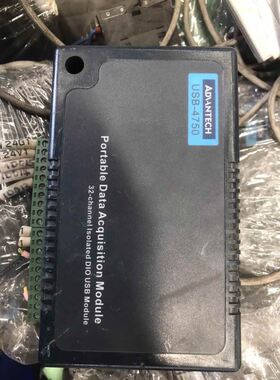 ADVANTECH
USB-4750
Portable Data Acquisition Module
32-channel Isolated DIO USB Module